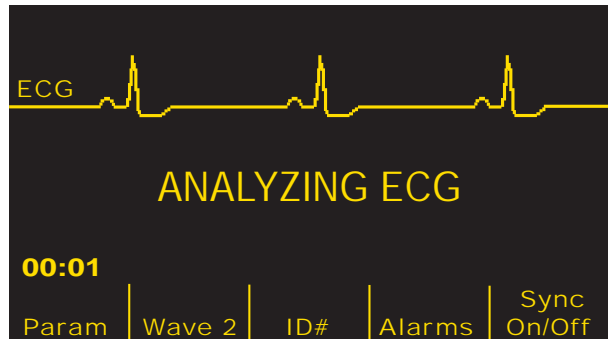 ECG
ANALYZING ECG
00:01
Param
Wave 2
ID#
Alarms
Sync
On/Off